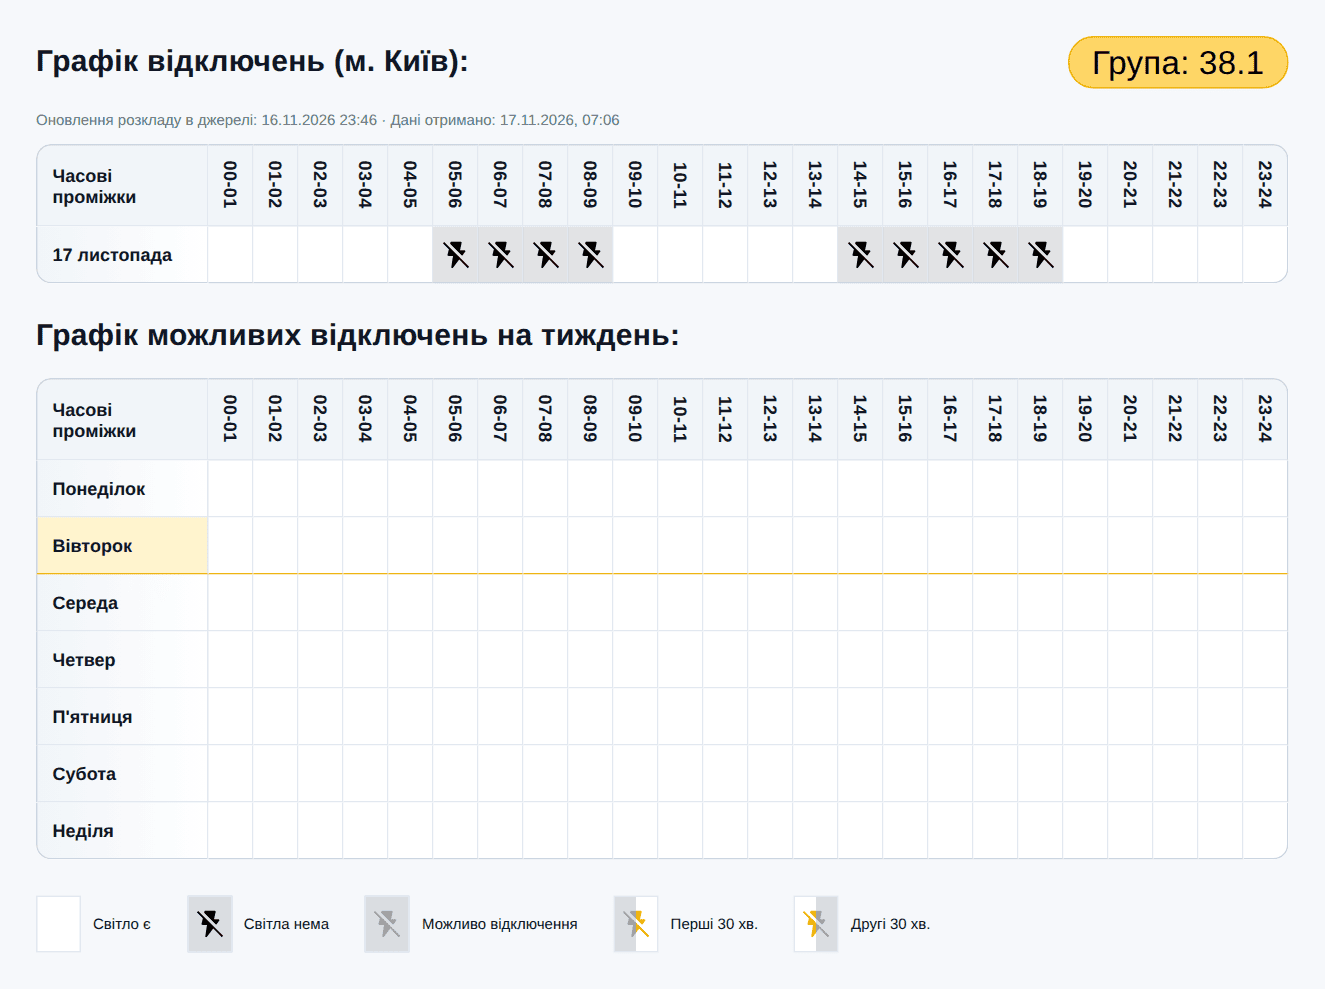 Графік відключень (м. Київ):
Група: 38.1
Оновлення розкладу в джерелі: 16.11.2026 23:46 · Дані отримано: 17.11.2026, 07:06
Часові проміжки 00-01 01-02 02-03 03-04 04-05 05-06 06-07 07-08 08-09 09-10 10-11 11-12 12-13 13-14 14-15 15-16 16-17 17-18 18-19 19-20 20-21 21-22 22-23 23-24
17 листопада
Графік можливих відключень на тиждень:
Часові проміжки 00-01 01-02 02-03 03-04 04-05 05-06 06-07 07-08 08-09 09-10 10-11 11-12 12-13 13-14 14-15 15-16 16-17 17-18 18-19 19-20 20-21 21-22 22-23 23-24
Понеділок
Вівторок
Середа
Четвер
П'ятниця
Субота
Неділя
Світло є Світла нема Можливо відключення Перші 30 хв. Другі 30 хв.